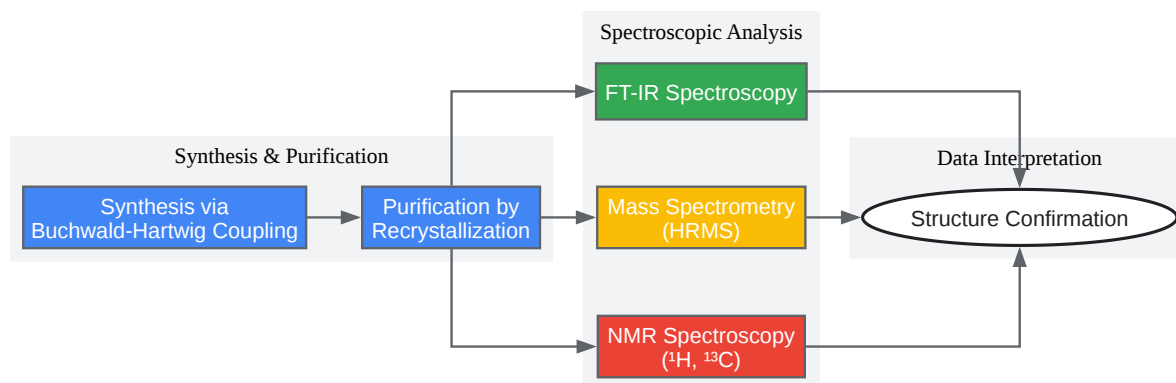 Spectroscopic Analysis
FT-IR Spectroscopy
Synthesis & Purification
Data Interpretation
Synthesis via
Buchwald-Hartwig Coupling
Purification by
Recrystallization
Mass Spectrometry
(HRMS)
Structure Confirmation
NMR Spectroscopy
(¹H, ¹³C)